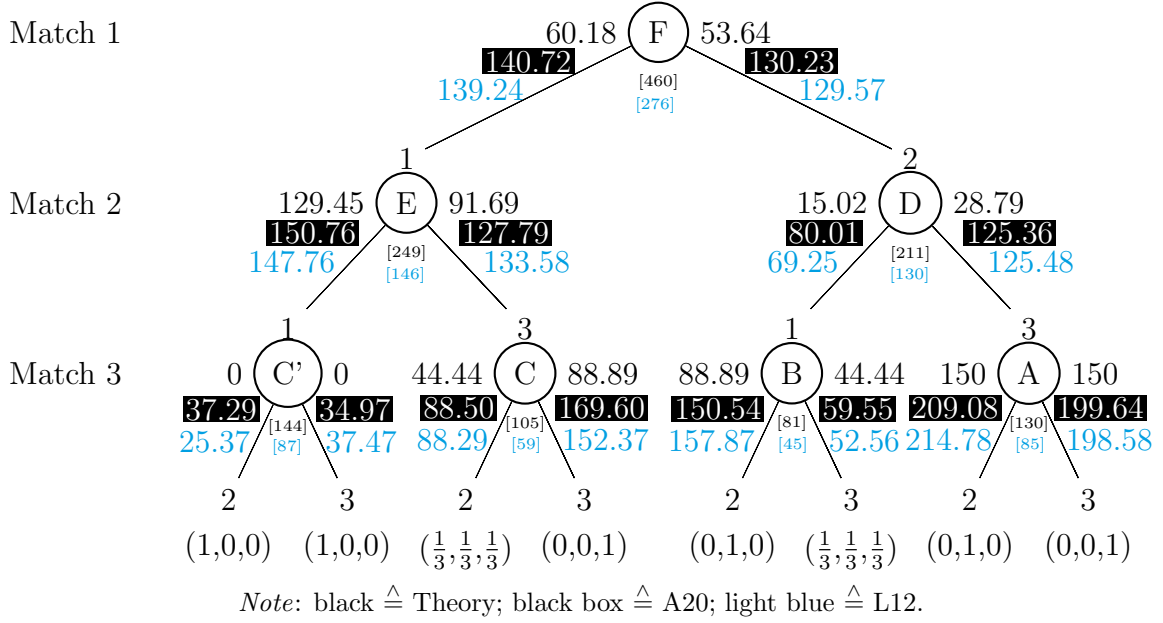 Match 1 60.18 F 53.64
140.72 130.23
139.24 [460] 129.57
[276]
1 2
Match 2 129.45 E 91.69 15.02 D 28.79
150.76 127.79 80.01 125.36
147.76 [249] 133.58 69.25 [211] 125.48
[146] [130]
1 3 1 3
Match 3 0 C' 0 44.44 C 88.89 88.89 B 44.44 150 A 150
37.29 34.97 88.50 169.60 150.54 59.55 209.08 199.64
[144] [105] [81] [130]
25.37 [87] 37.47 88.29 [59] 152.37 157.87 [45] 52.56 214.78 [85] 198.58
2 3 2 3 2 3 2 3
(1,0,0) (1,0,0) (1/3,1/3,1/3) (0,0,1) (0,1,0) (1/3,1/3,1/3) (0,1,0) (0,0,1)
Note: black ≙ Theory; black box ≙ A20; light blue ≙ L12.